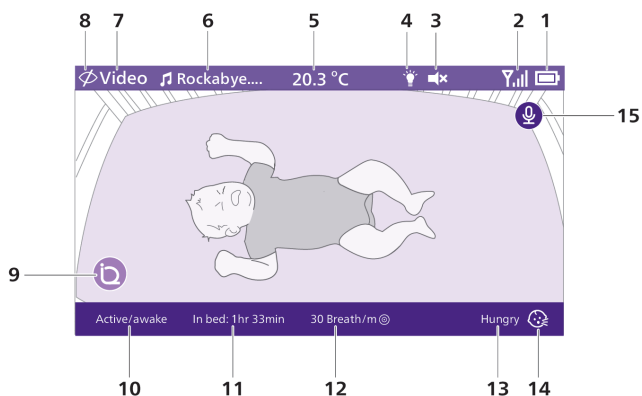 8 7 6 5 4 3 2 1
Video Rockabye.... 20.3 °C
15
9
Active/awake In bed: 1hr 33min 30 Breath/m Hungry
10 11 12 13 14